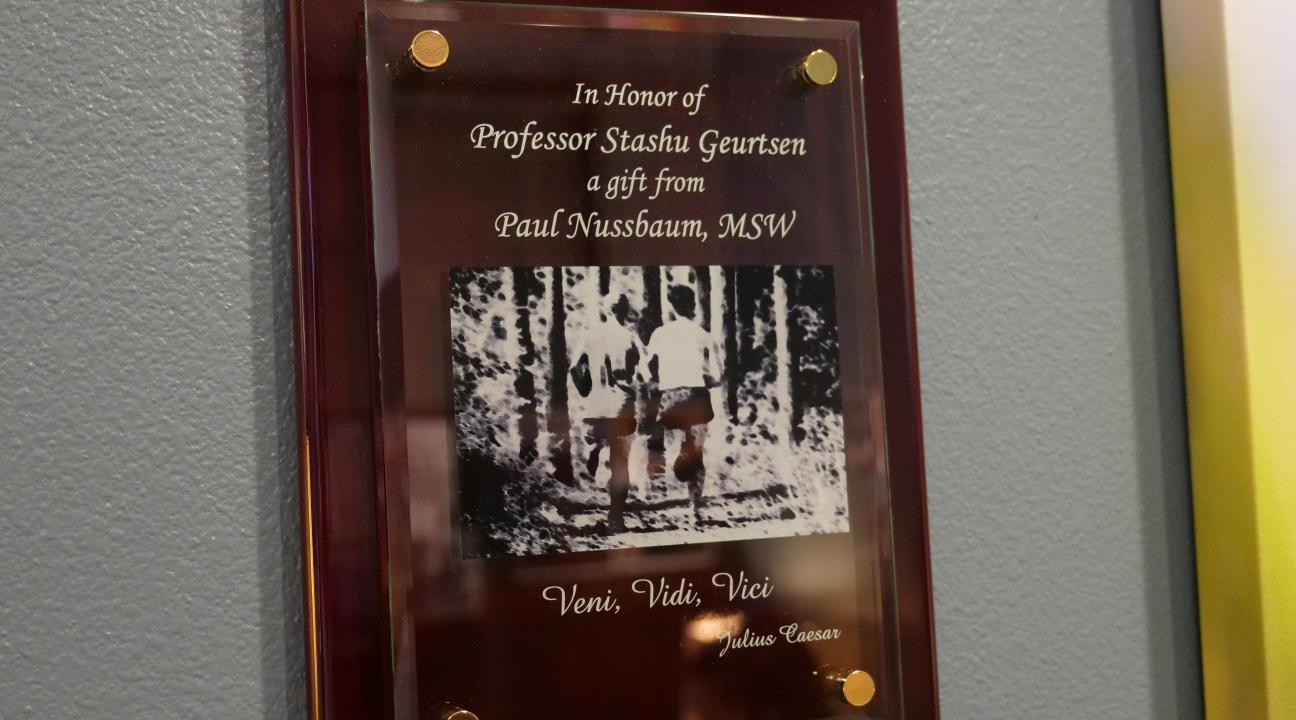 In Honor of
Professor Stashu Geurtsen
a gift from
Paul Nussbaum, MSW
Veni, Vidi, Vici
Julius Caesar